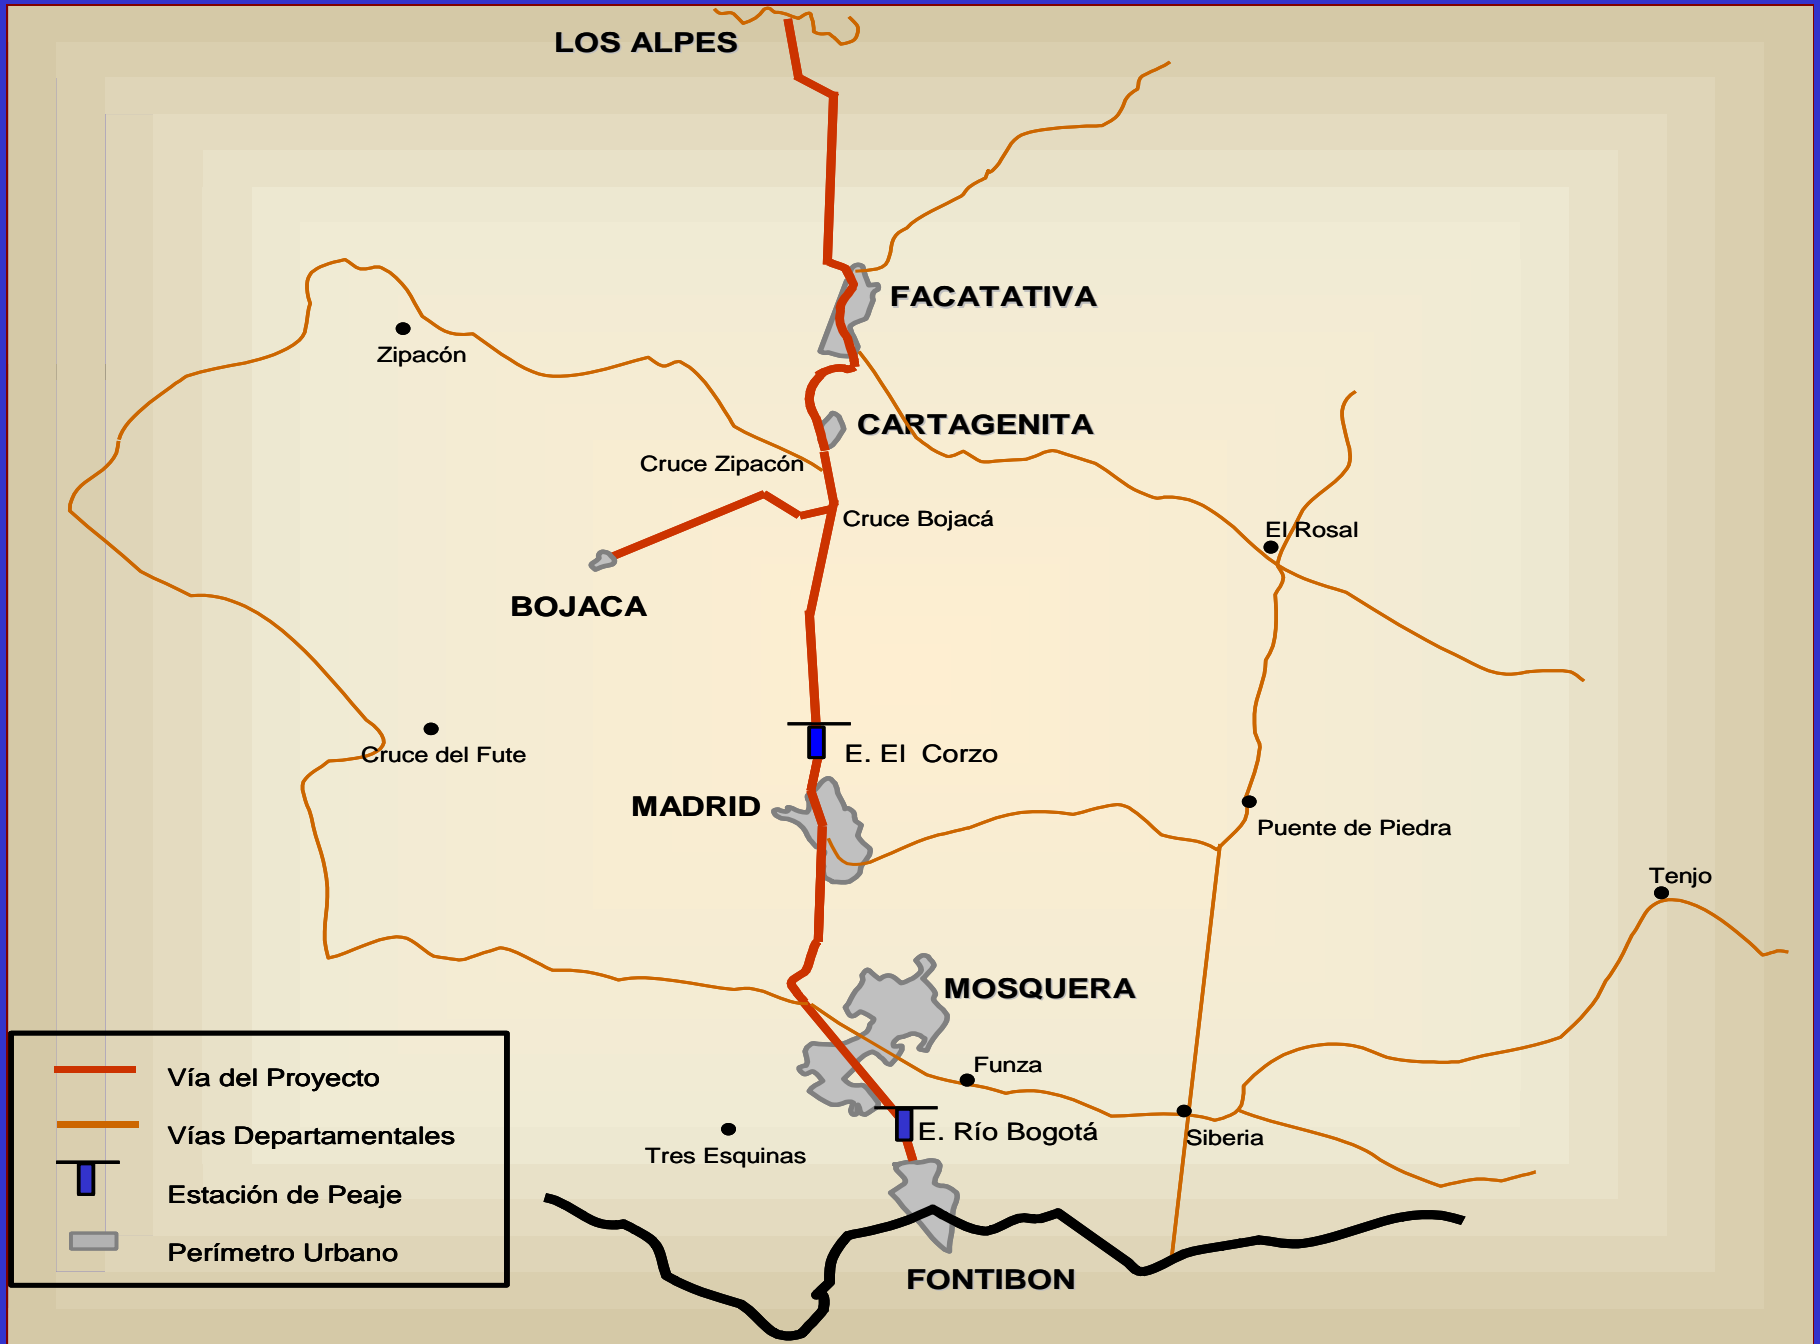 LOS ALPES
FACATATIVA
Zipacón
CARTAGENITA
Cruce Zipacón
Cruce Bojacá
El Rosal
BOJACA
Cruce del Fute
E. El Corzo
MADRID
Puente de Piedra
Tenjo
MOSQUERA
Funza
E. Río Bogotá
Siberia
Tres Esquinas
FONTIBON
Vía del Proyecto
Vías Departamentales
Estación de Peaje
Perímetro Urbano